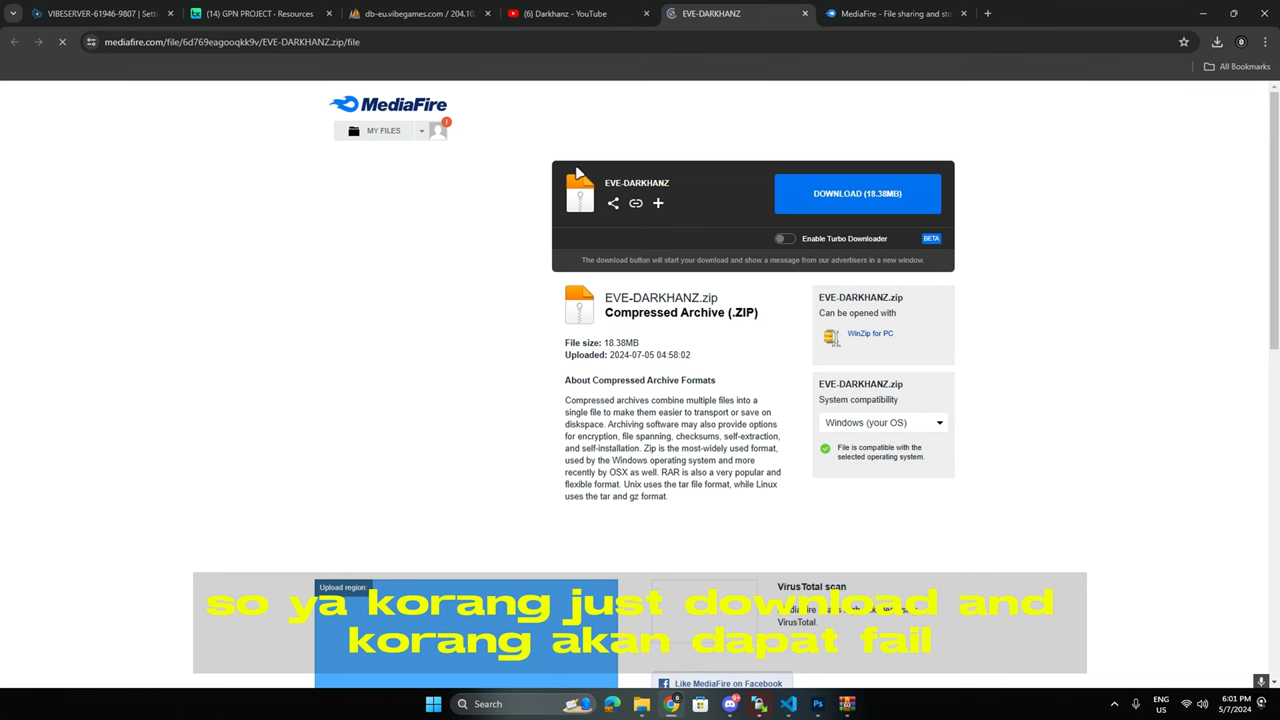 VIBESERVER-61946-9807 | Setti
(14) GPN PROJECT · Resources
db-eu.vibegames.com / 204.10.
(6) Darkhanz - YouTube
EVE-DARKHANZ
MediaFire - File sharing and sto
mediafire.com/file/6d769eagooqkk9v/EVE-DARKHANZ.zip/file
All Bookmarks
MediaFire
MY FILES
EVE-DARKHANZ
DOWNLOAD (18.38MB)
Enable Turbo Downloader
BETA
The download button will start your download and show a message from our advertisers in a new window.
EVE-DARKHANZ.zip
Compressed Archive (.ZIP)
File size: 18.38MB
Uploaded: 2024-07-05 04:58:02
About Compressed Archive Formats
Compressed archives combine multiple files into a
single file to make them easier to transport or save on
diskspace. Archiving software may also provide options
for encryption, file spanning, checksums, self-extraction,
and self-installation. Zip is the most-widely used format,
used by the Windows operating system and more
recently by OSX as well. RAR is also a very popular and
flexible format. Unix uses the tar file format, while Linux
uses the tar and gz format.
EVE-DARKHANZ.zip
Can be opened with
WinZip for PC
EVE-DARKHANZ.zip
System compatibility
Windows (your OS)
File is compatible with the
selected operating system.
Upload region:
VirusTotal scan
VirusTotal.
so ya korang just download and
korang akan dapat fail
Like MediaFire on Facebook
Search
ENG
US
6:01 PM
5/7/2024